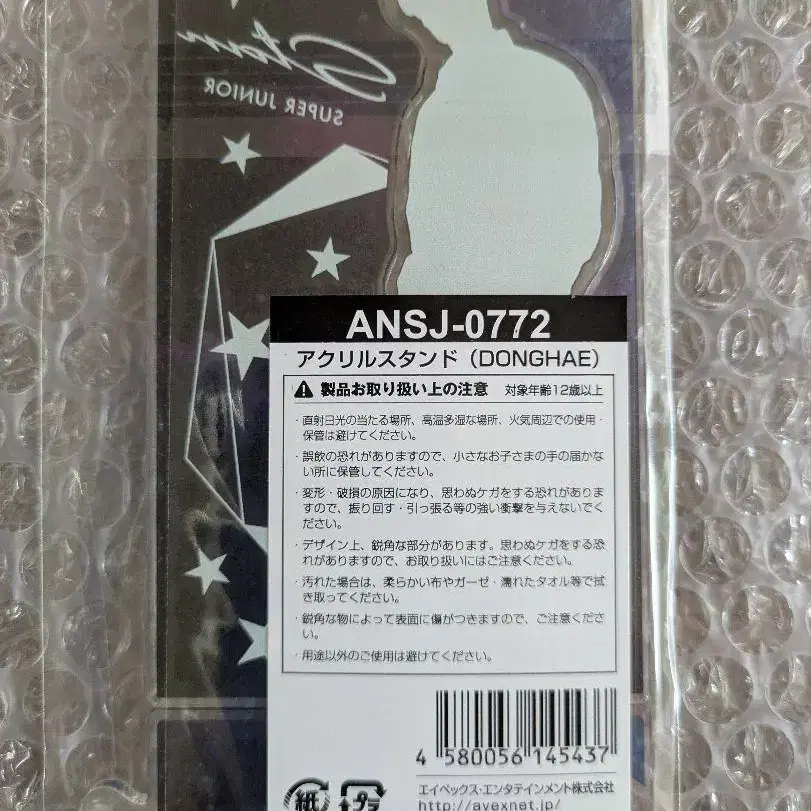 Star
SUPER JUNIOR
ANSJ-0772
アクリルスタンド（DONGHAE）
製品お取り扱い上の注意 対象年齢12歳以上
・直射日光の当たる場所、高温多湿な場所、火気周辺での使用・
保管は避けてください。
・誤飲の恐れがありますので、小さなお子さまの手の届かな
い所に保管してください。
・変形・破損の原因になり、思わぬケガをする恐れがありま
すので、振り回す・引っ張る等の強い衝撃を与えないでく
ださい。
・デザイン上、鋭角な部分があります。思わぬケガをする恐
れがありますので、お取り扱いにはご注意ください。
・汚れた場合は、柔らかい布やガーゼ・濡れたタオル等で拭
き取ってください。
・鋭角な物によって表面に傷がつきますので、ご注意くださ
い。
・用途以外のご使用は避けてください。
4 580056 145437
エイベックス・エンタテインメント株式会社
http://avexnet.jp/
紙
プラ